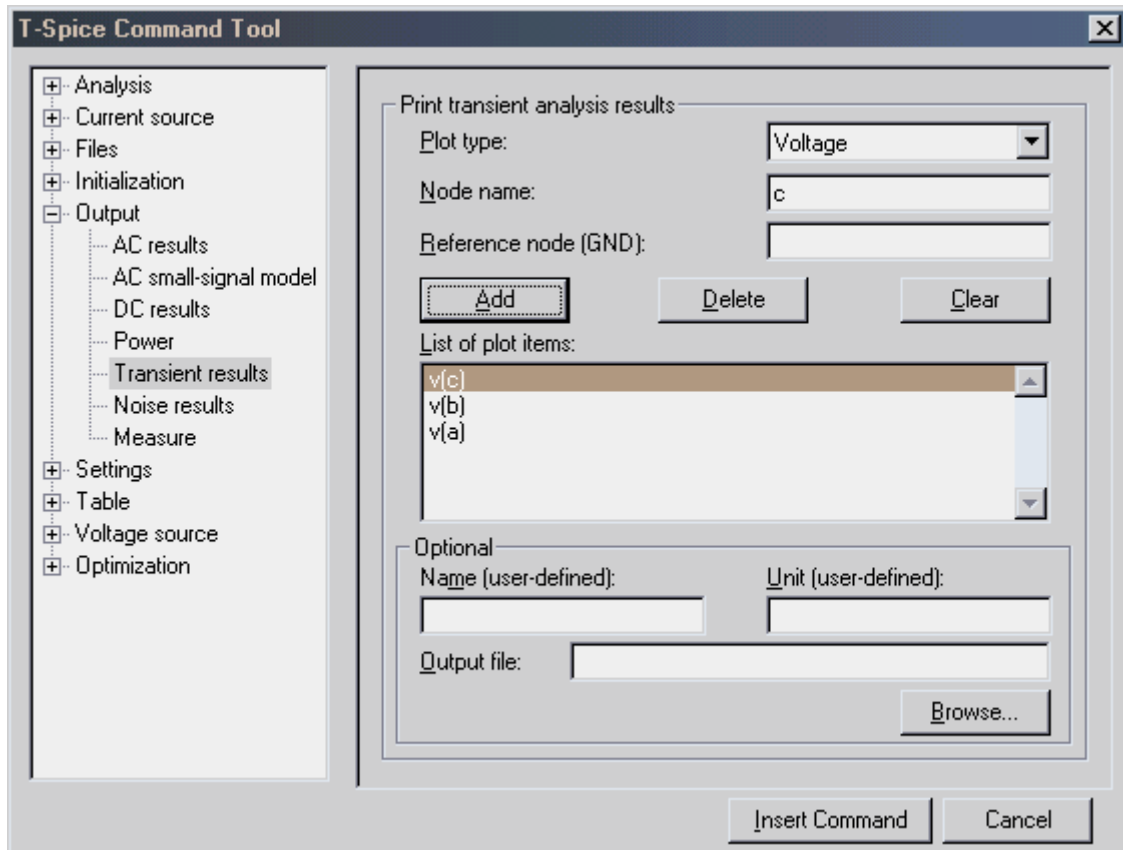 T-Spice Command Tool
Analysis
Current source
Files
Initialization
Output
AC results
AC small-signal model
DC results
Power
Transient results
Noise results
Measure
Settings
Table
Voltage source
Optimization
Print transient analysis results
Plot type:
Voltage
Node name:
c
Reference node (GND):
Add
Delete
Clear
List of plot items:
v(c)
v(b)
v(a)
Optional
Name (user-defined):
Unit (user-defined):
Output file:
Browse...
Insert Command
Cancel